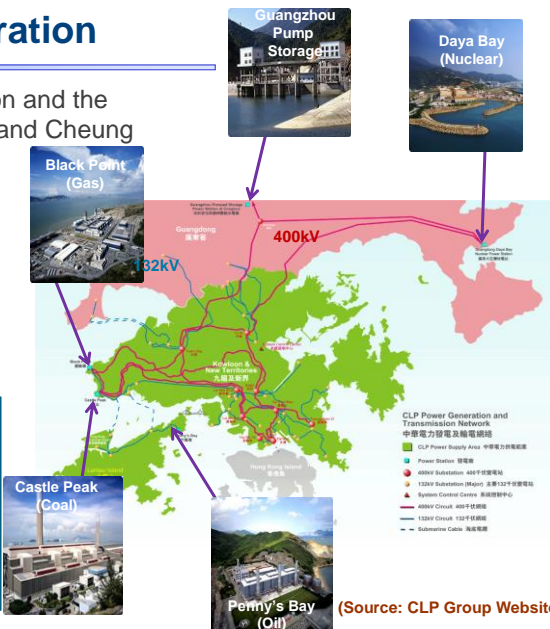 ration
on and the
and Cheung
Guangzhou
Pump
Storage
Daya Bay
(Nuclear)
Black Point
(Gas)
Guangdong
廣東省
400kV
132kV
Kowloon &
New Territories
九龍及新界
Castle Peak
Hong Kong Island
CLP Power Generation and
Transmission Network
中華電力發電及輸電網絡
CLP Power Supply Area
Power Station 發電廠
400kV Substation 400千伏變電站
132kV Substation (Major) 主要132千伏變電站
System Control Centre 系統控制中心
400kV Circuit 400千伏網絡
132kV Circuit 132千伏網絡
Submarine Cable 海底電纜
Castle Peak
(Coal)
Penny's Bay
(Oil)
(Source: CLP Group Website